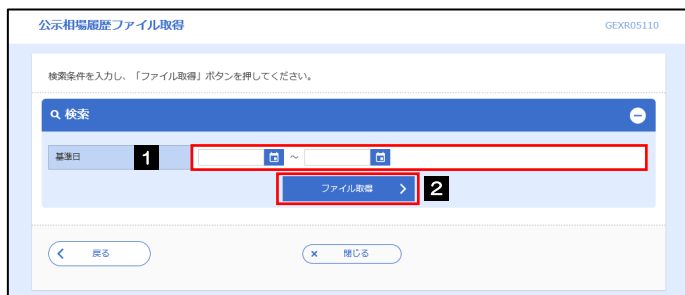 公示相場履歴ファイル取得 GEXR05110
検索条件を入力し、「ファイル取得」ボタンを押してください。
検索
基準日 1 ～
ファイル取得 2
戻る 閉じる